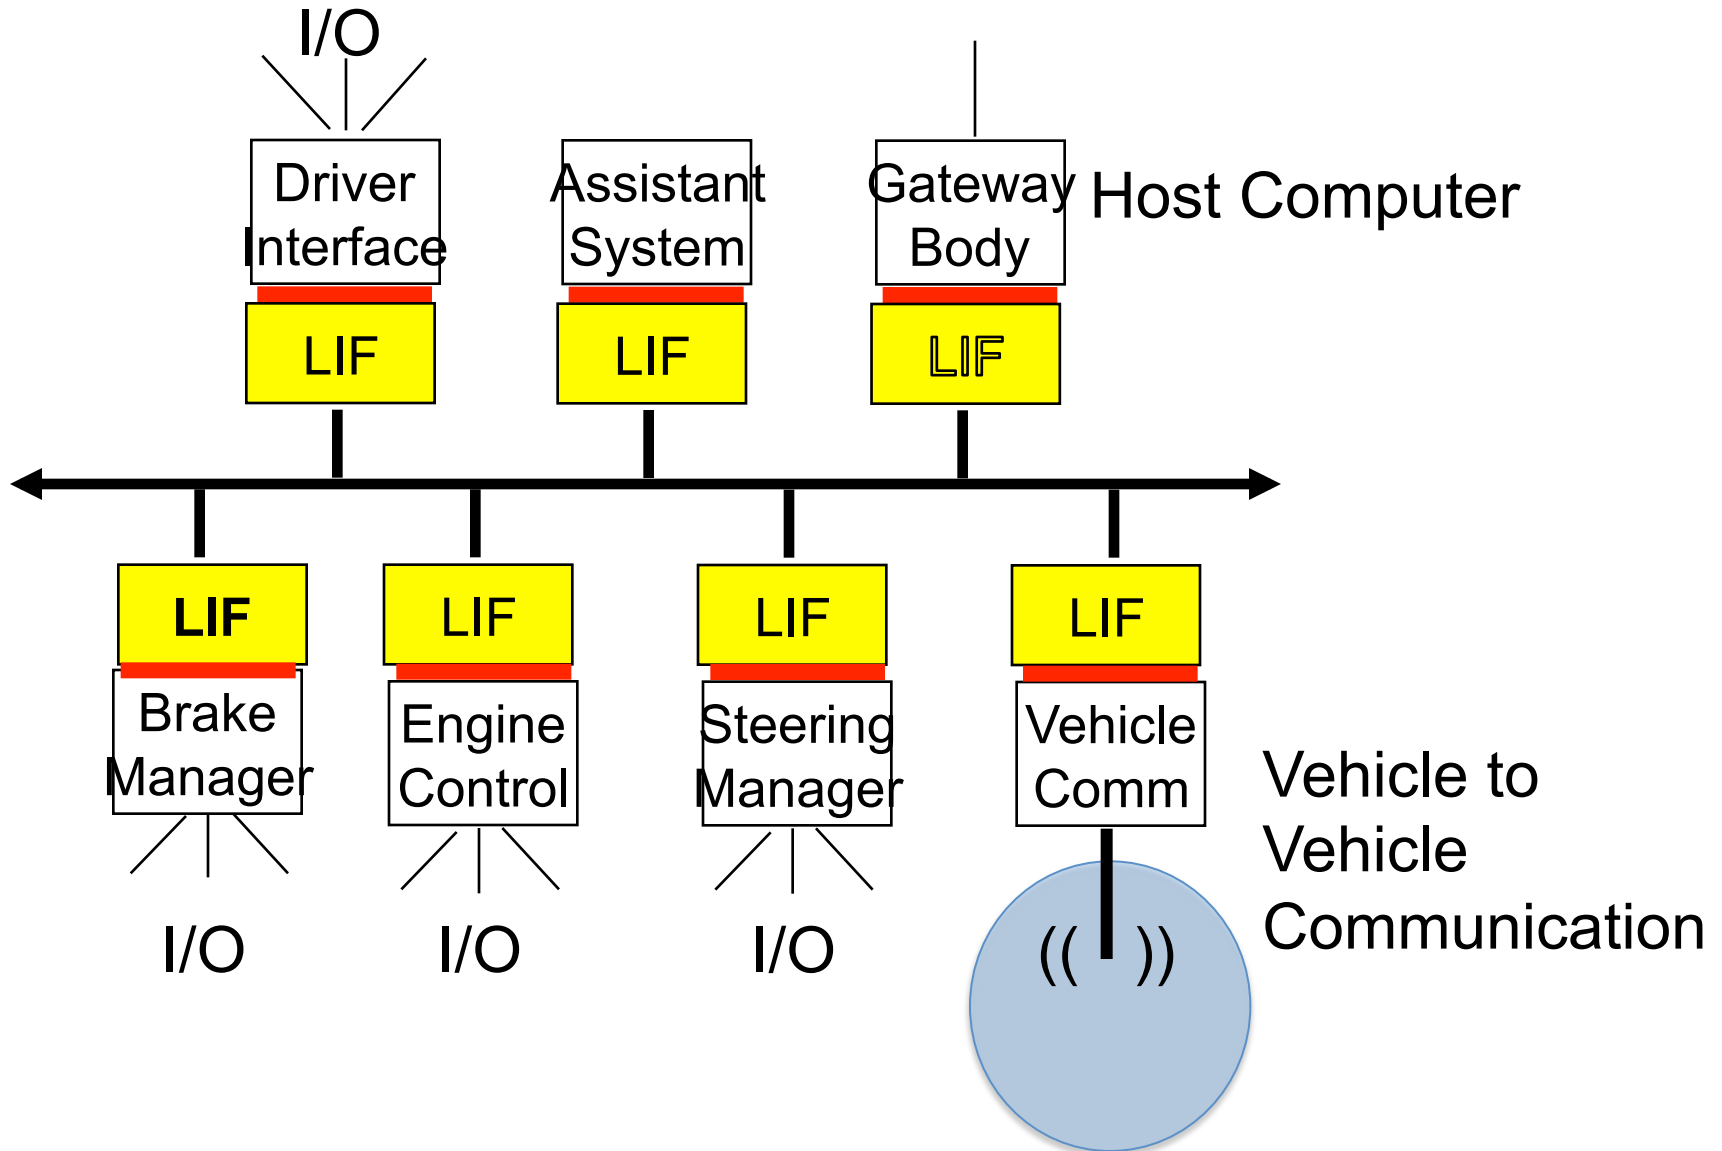 I/O
Driver
Interface
Assistant
System
Gateway
Body
Host Computer
LIF
LIF
LIF
LIF
LIF
LIF
LIF
Brake
Manager
Engine
Control
Steering
Manager
Vehicle
Comm
Vehicle to
Vehicle
Communication
I/O
I/O
I/O
(( ))